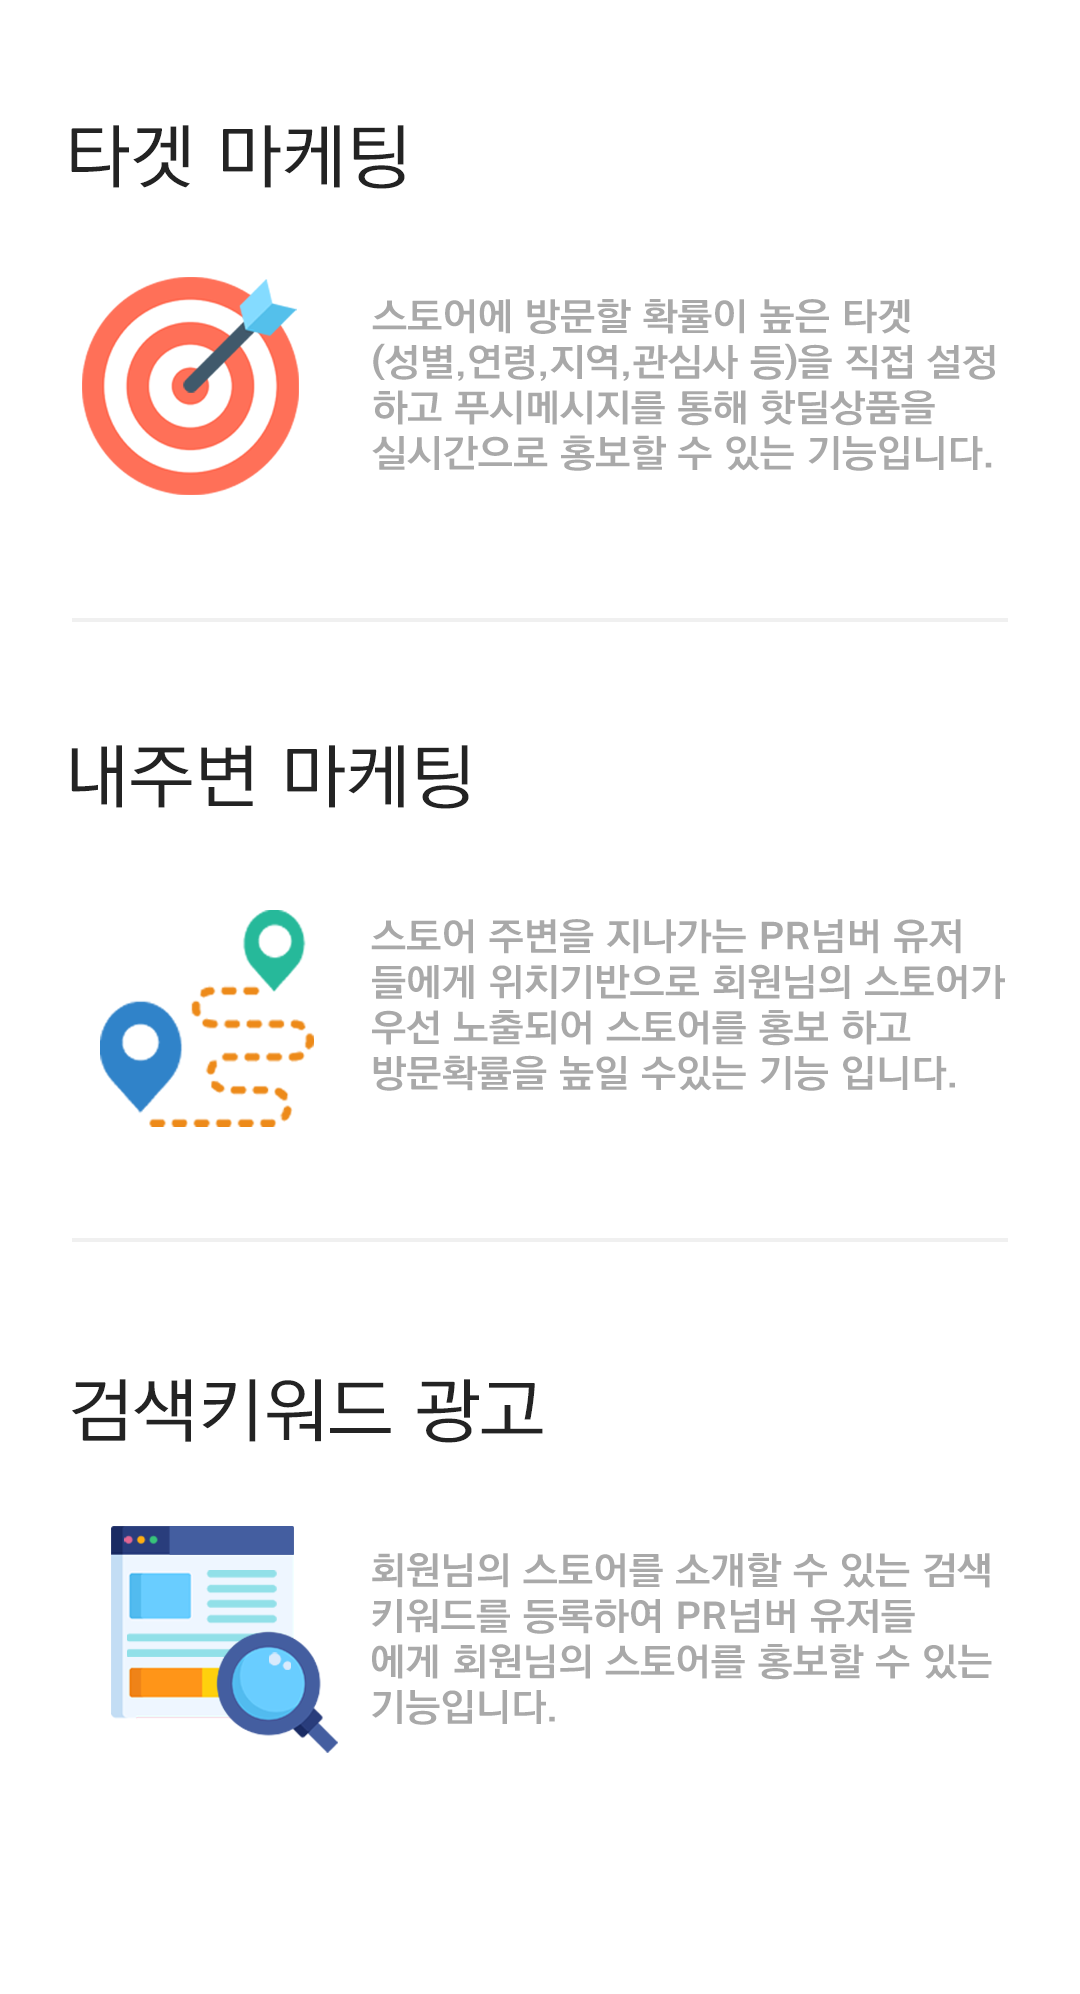 타겟 마케팅
스토어에 방문할 확률이 높은 타겟
(성별,연령,지역,관심사 등)을 직접 설정
하고 푸시메시지를 통해 핫딜상품을
실시간으로 홍보할 수 있는 기능입니다.
내주변 마케팅
스토어 주변을 지나가는 PR넘버 유저
들에게 위치기반으로 회원님의 스토어가
우선 노출되어 스토어를 홍보 하고
방문확률을 높일 수있는 기능 입니다.
검색키워드 광고
회원님의 스토어를 소개할 수 있는 검색
키워드를 등록하여 PR넘버 유저들
에게 회원님의 스토어를 홍보할 수 있는
기능입니다.